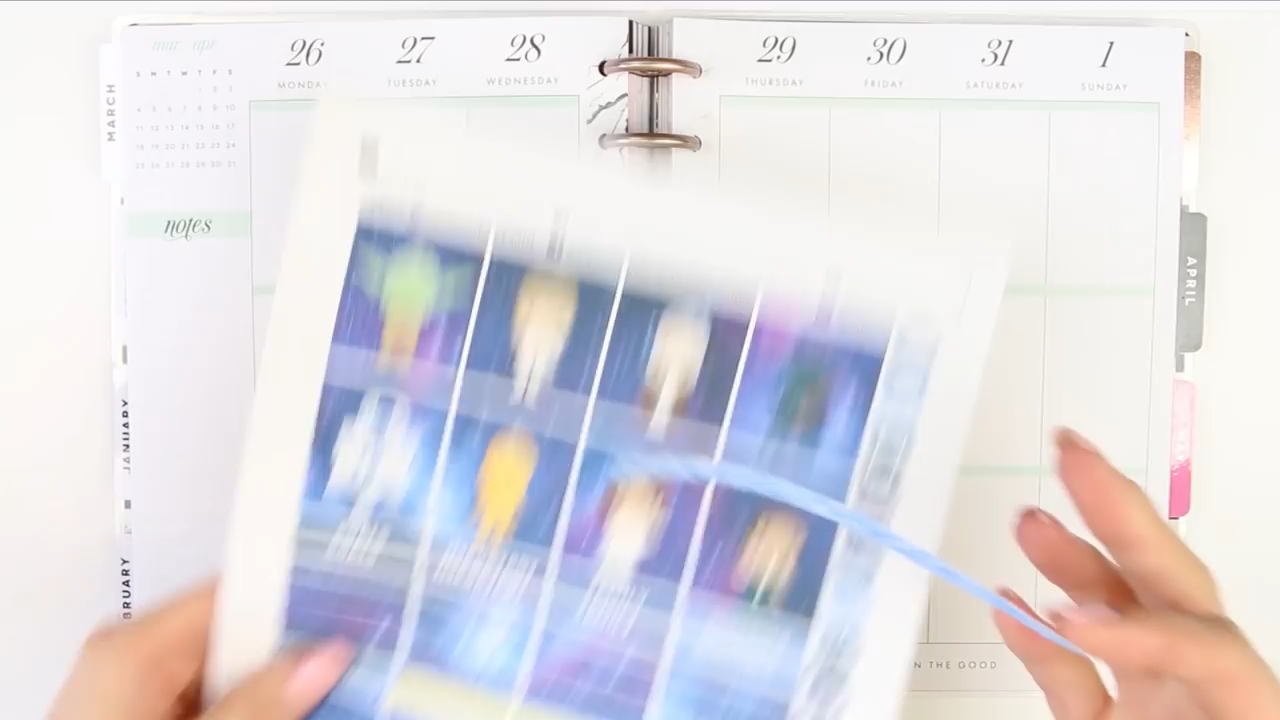 mar apr
26
MONDAY
27
TUESDAY
28
WEDNESDAY
29
THURSDAY
30
FRIDAY
31
SATURDAY
1
SUNDAY
S M T W T F S
1 2 3
4 5 6 7 8 9 10
11 12 13 14 15 16 17
18 19 20 21 22 23 24
25 26 27 28 29 30 31
MARCH
notes
APRIL
JANUARY
BRUARY
N THE GOOD